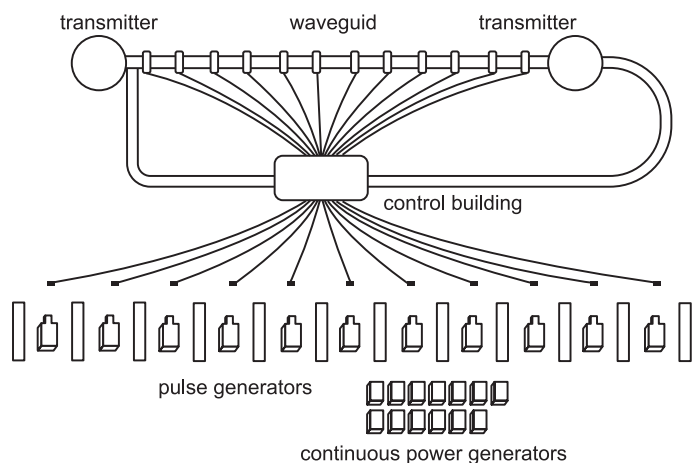 transmitter
waveguid
transmitter
control building
pulse generators
continuous power generators